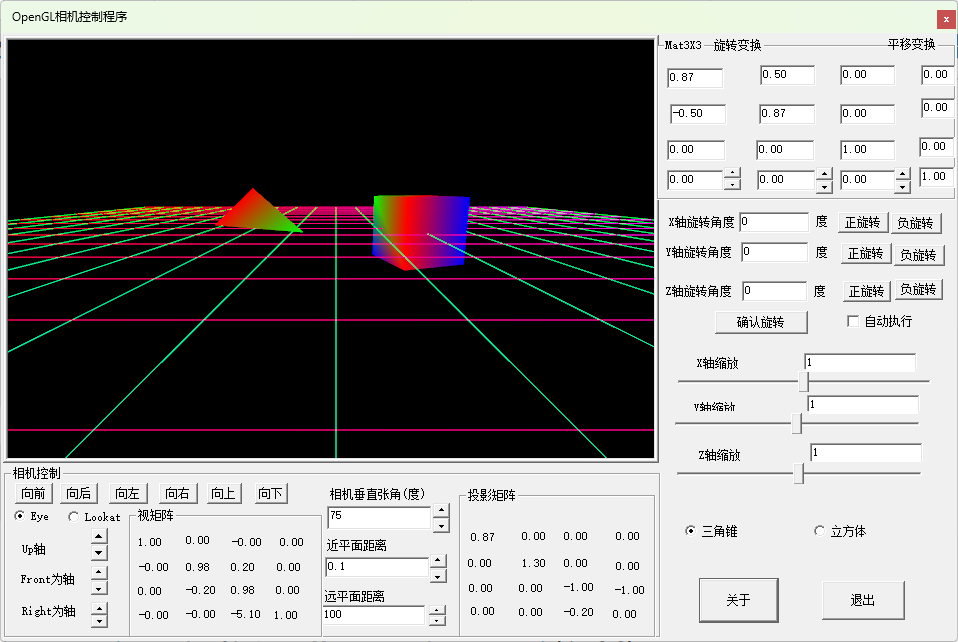 OpenGL相机控制程序
x
Mat3X3 旋转变换 平移变换
0.87 0.50 0.00 0.00
-0.50 0.87 0.00 0.00
0.00 0.00 1.00 0.00
0.00 0.00 0.00 1.00
X轴旋转角度 0 度 正旋转 负旋转
Y轴旋转角度 0 度 正旋转 负旋转
Z轴旋转角度 0 度 正旋转 负旋转
确认旋转 自动执行
X轴缩放 1
Y轴缩放 1
Z轴缩放 1
三角锥 立方体
关于 退出
相机控制
向前 向后 向左 向右 向上 向下
Eye Lookat
Up轴
Front为轴
Right为轴
视矩阵
1.00 0.00 -0.00 0.00
-0.00 0.98 0.20 0.00
0.00 -0.20 0.98 0.00
-0.00 -0.00 -5.10 1.00
相机垂直张角(度)
75
近平面距离
0.1
远平面距离
100
投影矩阵
0.87 0.00 0.00 0.00
0.00 1.30 0.00 0.00
0.00 0.00 -1.00 -1.00
0.00 0.00 -0.20 0.00